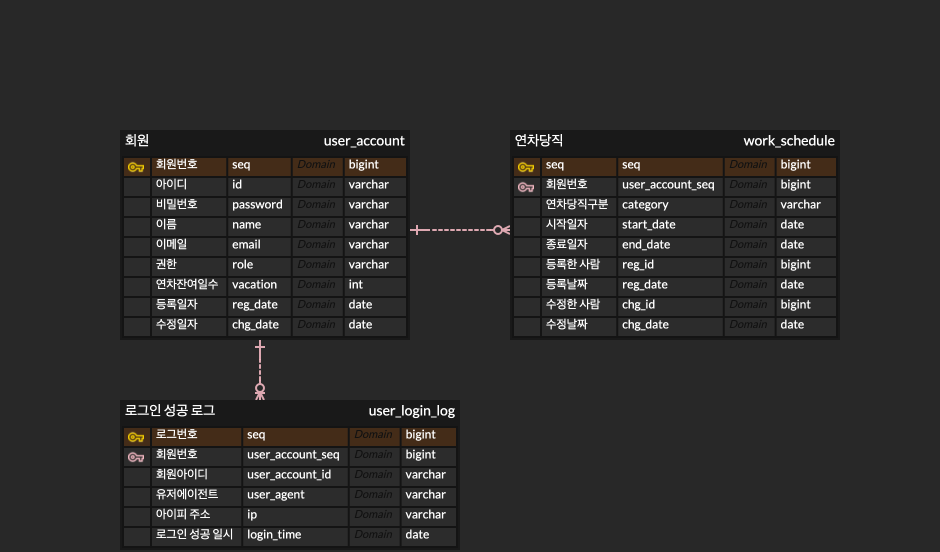 회원 user_account
회원번호 seq Domain bigint
아이디 id Domain varchar
비밀번호 password Domain varchar
이름 name Domain varchar
이메일 email Domain varchar
권한 role Domain varchar
연차잔여일수 vacation Domain int
등록일자 reg_date Domain date
수정일자 chg_date Domain date
연차당직 work_schedule
seq seq Domain bigint
회원번호 user_account_seq Domain bigint
연차당직구분 category Domain varchar
시작일자 start_date Domain date
종료일자 end_date Domain date
등록한 사람 reg_id Domain bigint
등록날짜 reg_date Domain date
수정한 사람 chg_id Domain bigint
수정날짜 chg_date Domain date
로그인 성공 로그 user_login_log
로그번호 seq Domain bigint
회원번호 user_account_seq Domain bigint
회원아이디 user_account_id Domain varchar
유저에이전트 user_agent Domain varchar
아이피 주소 ip Domain varchar
로그인 성공 일시 login_time Domain date